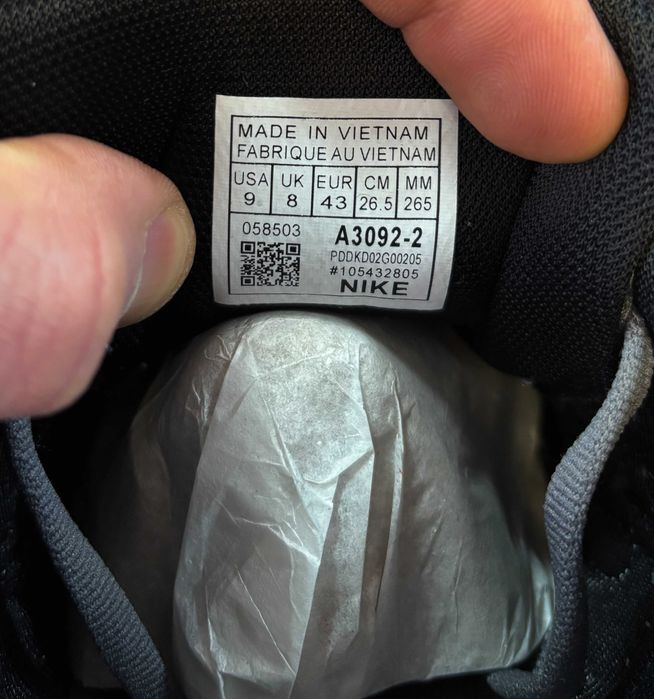 MADE IN VIETNAM
FABRIQUE AU VIETNAM
USA UK EUR CM MM
9 8 43 26.5 265
058503 A3092-2
PDDKD02G00205
#105432805
NIKE